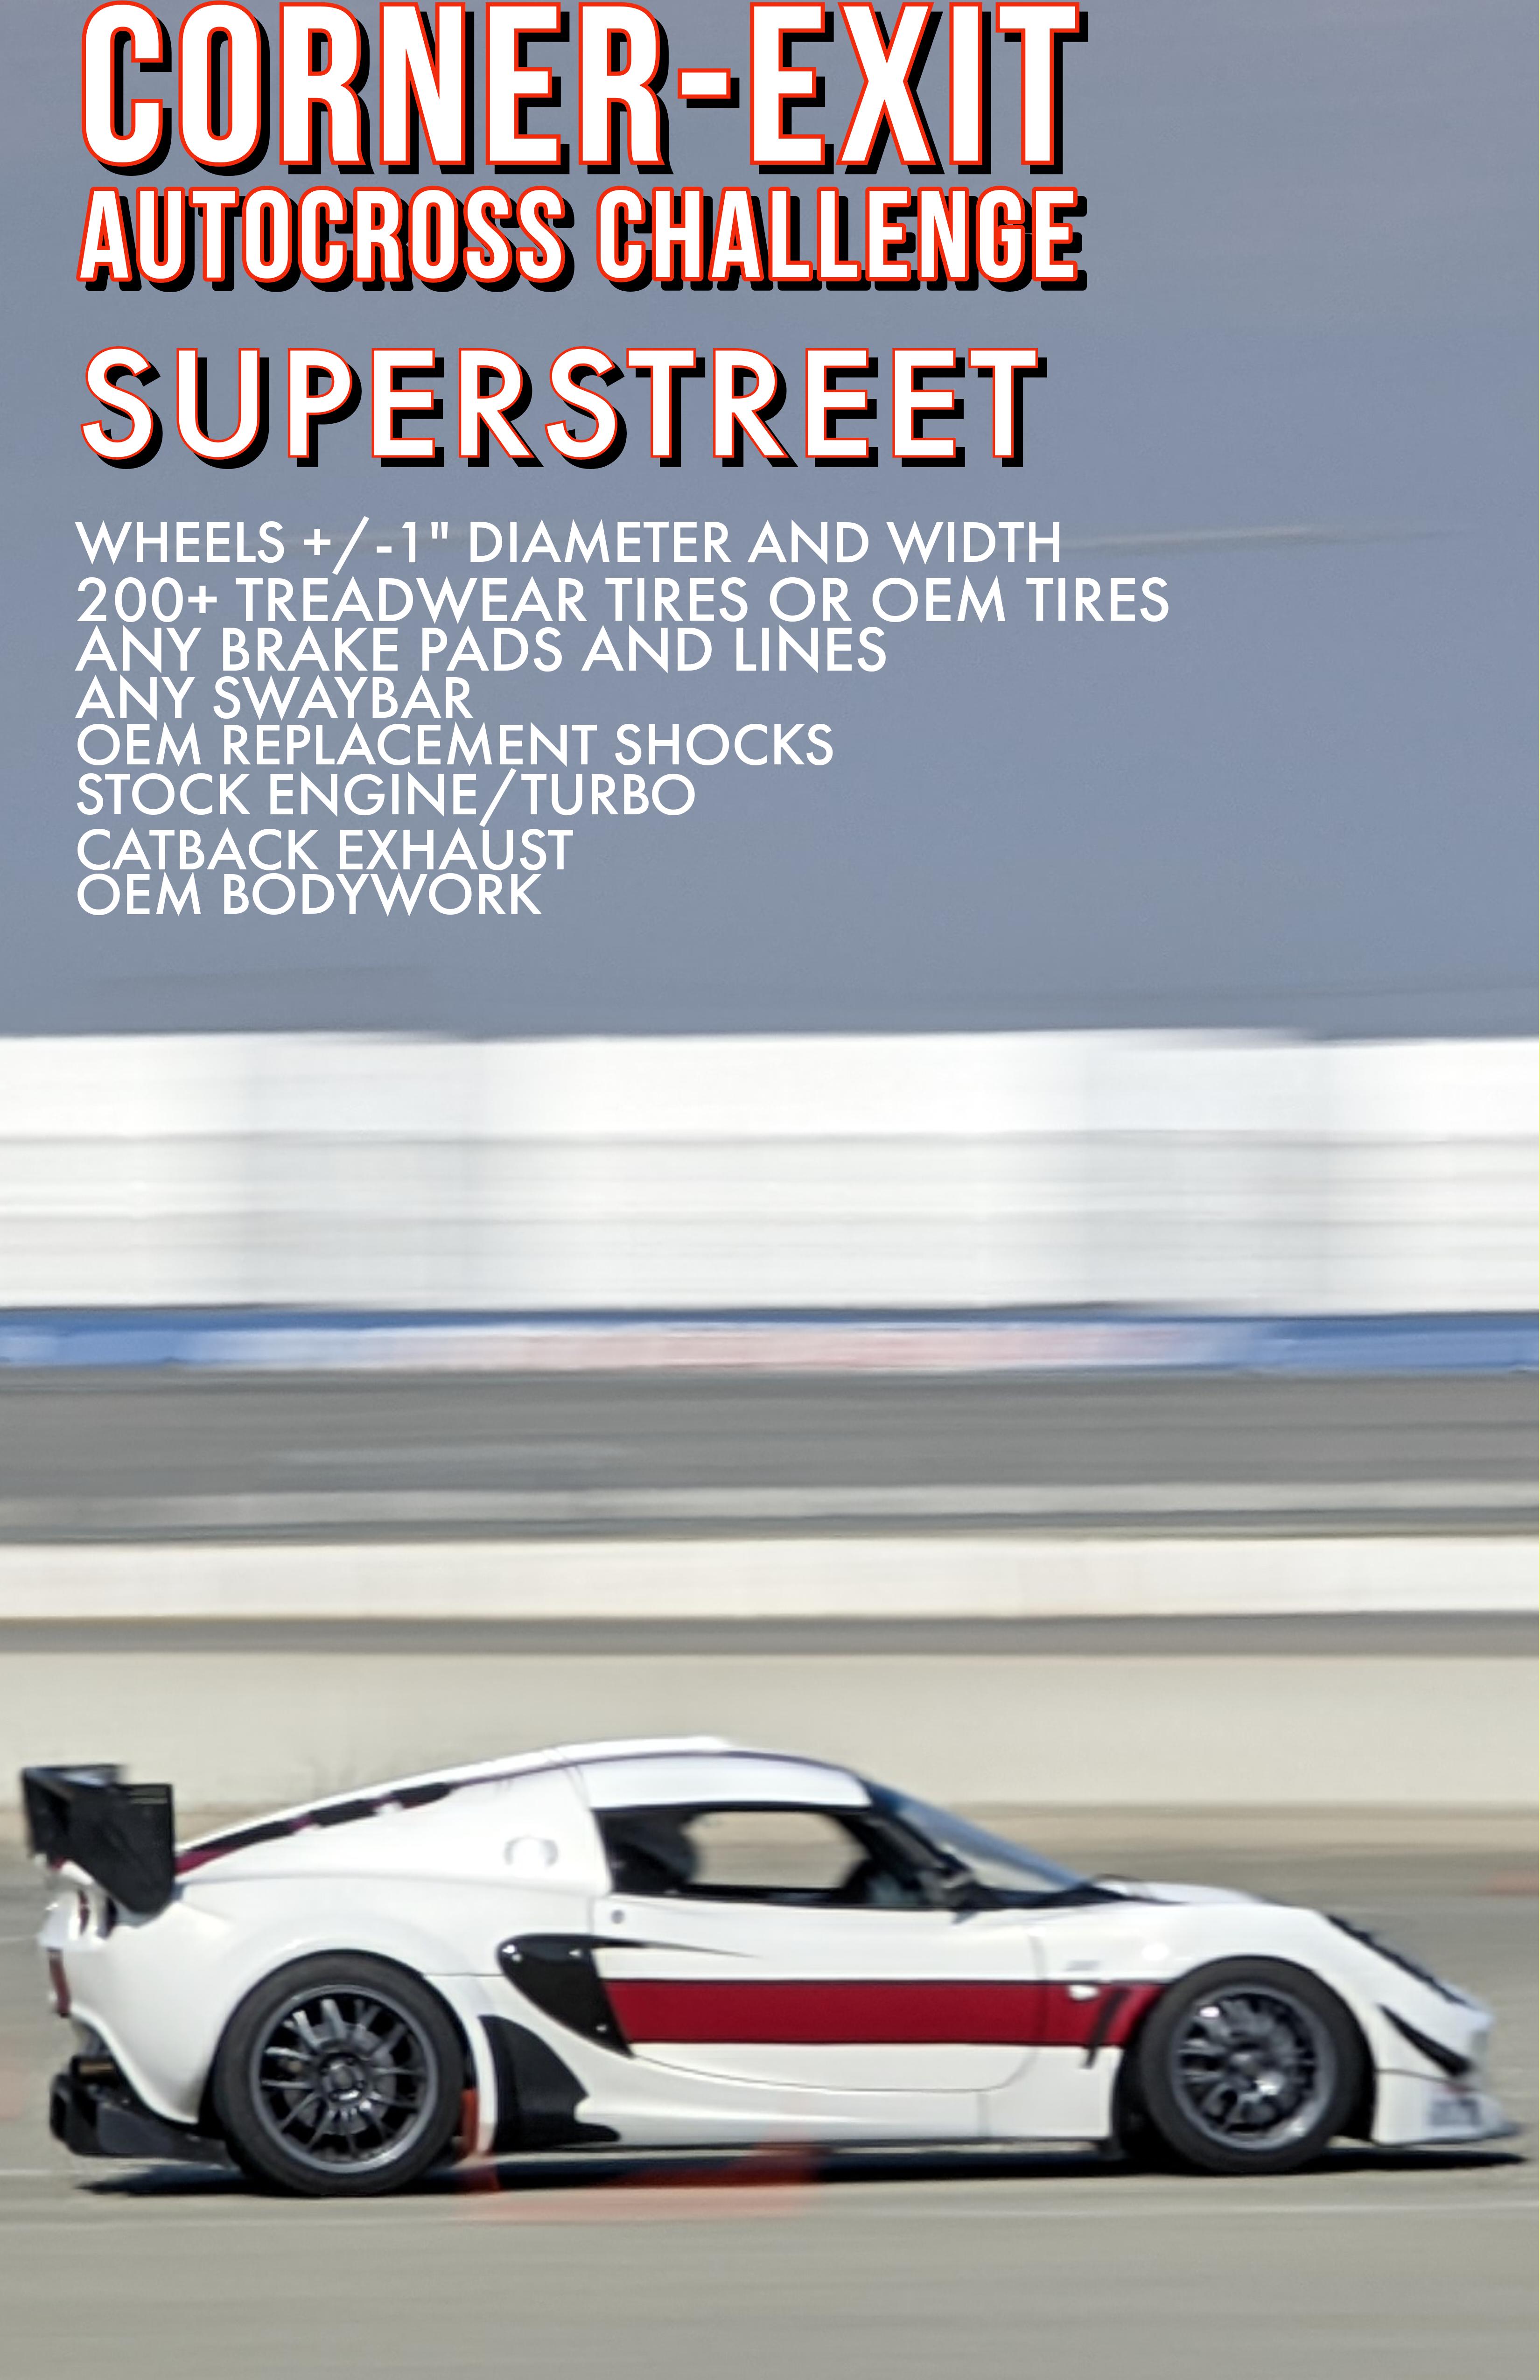 CORNER-EXIT
AUTOCROSS CHALLENGE
SUPERSTREET
WHEELS +/-1" DIAMETER AND WIDTH
200+ TREADWEAR TIRES OR OEM TIRES
ANY BRAKE PADS AND LINES
ANY SWAYBAR
OEM REPLACEMENT SHOCKS
STOCK ENGINE/TURBO
CATBACK EXHAUST
OEM BODYWORK